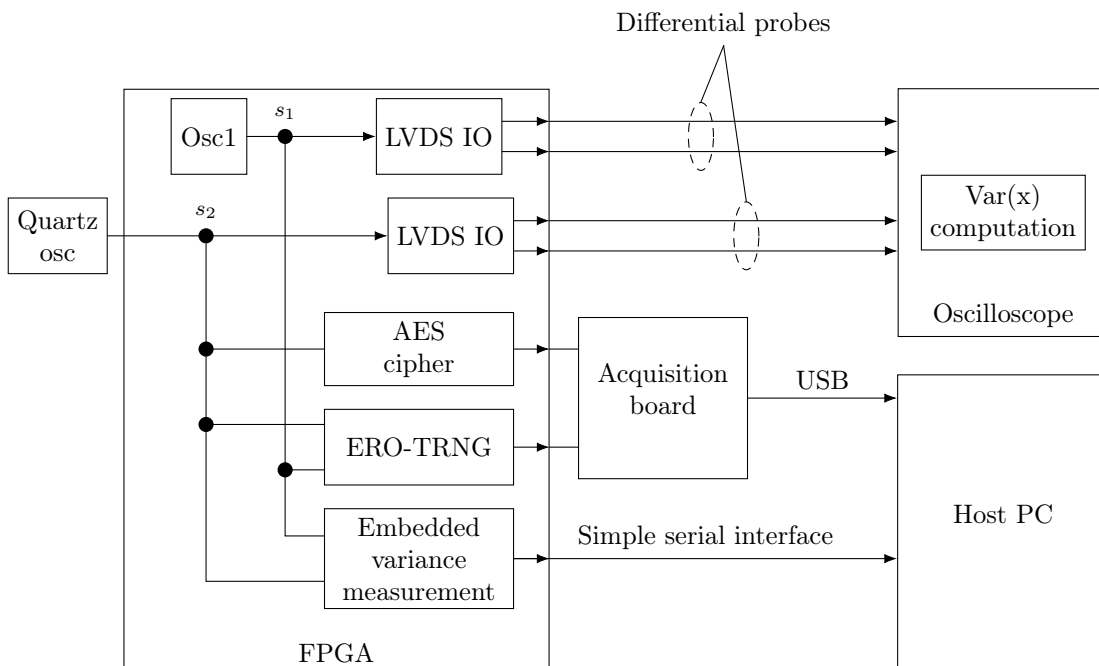 Differential probes
Osc1
s1
LVDS IO
Quartz
osc
s2
LVDS IO
Var(x)
computation
Oscilloscope
AES
cipher
Acquisition
board
USB
ERO-TRNG
Embedded
variance
measurement
Simple serial interface
Host PC
FPGA